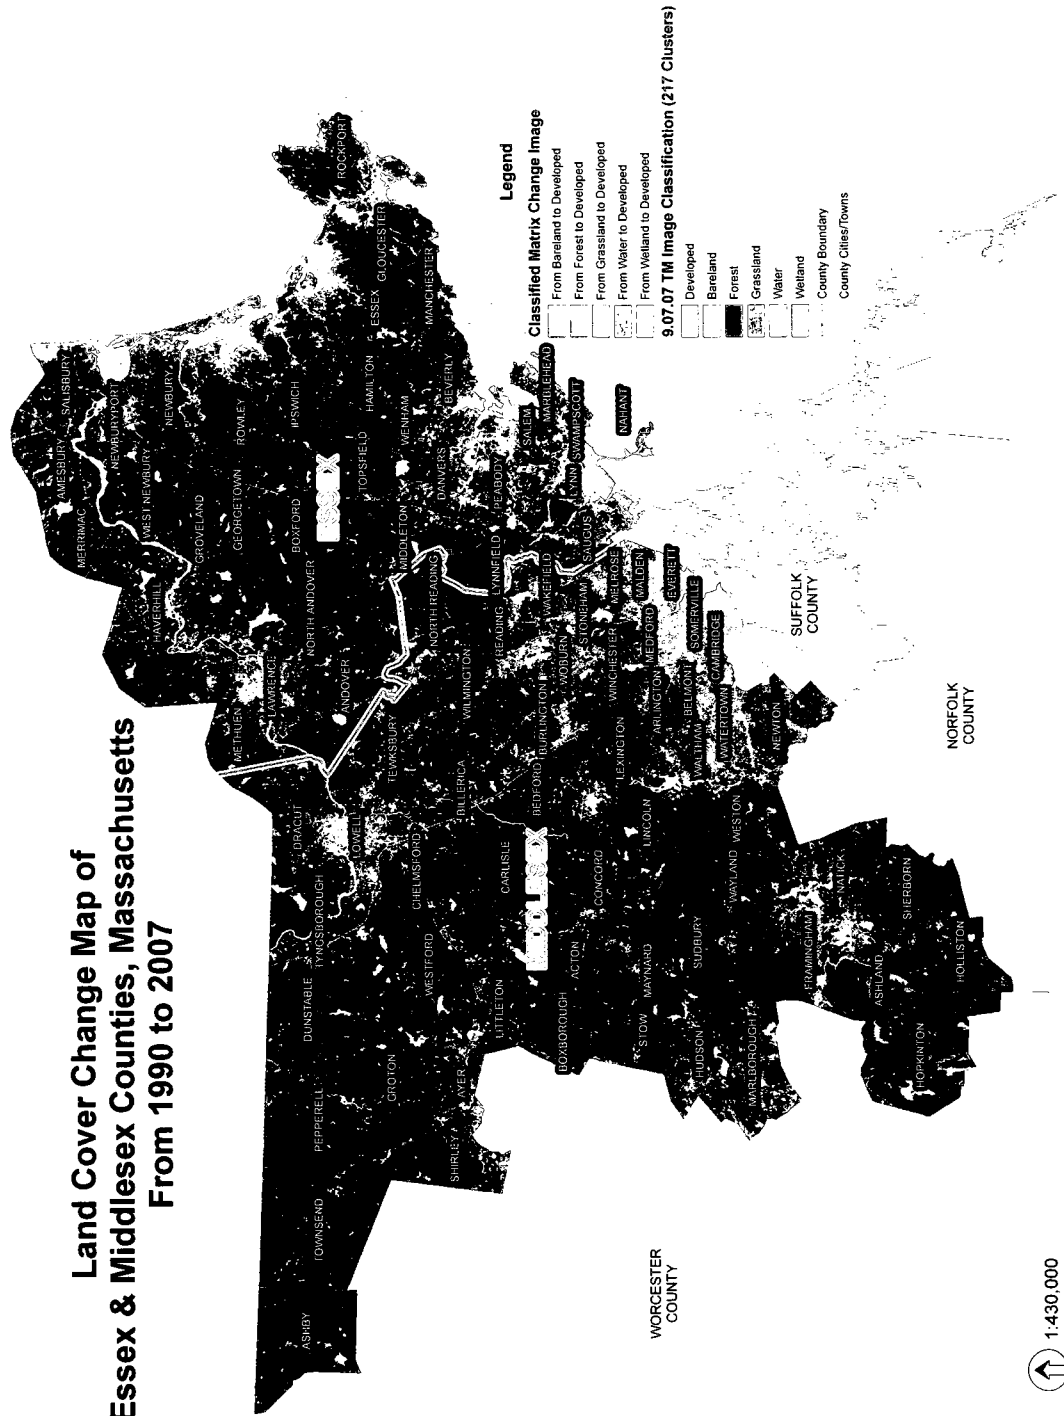 Land Cover Change Map of
Essex & Middlesex Counties, Massachusetts
From 1990 to 2007
Legend
Classified Matrix Change Image
From Bareland to Developed
From Forest to Developed
From Grassland to Developed
From Water to Developed
From Wetland to Developed
9.07.07 TM Image Classification (217 Clusters)
Developed
Bareland
Forest
Grassland
Water
Wetland
County Boundary
County Cities/Towns
SALISBURY
AMESBURY
MERRIMAC
NEWBURYPORT
WEST NEWBURY
NEWBURY
HAVERHILL
GROVELAND
GEORGETOWN
ROWLEY
METHUEN
LAWRENCE
NORTH ANDOVER
BOXFORD
IPSWICH
ESSEX
ROCKPORT
GLOUCESTER
ESSEX
MANCHESTER
HAMILTON
TOPSFIELD
WENHAM
ANDOVER
MIDDLETON
DANVERS
BEVERLY
PEABODY
SALEM
MARBLEHEAD
SWAMPSCOTT
LYNN
NAHANT
LYNNFIELD
SAUGUS
ASHBY
TOWNSEND
PEPPERELL
DUNSTABLE
TYNGSBOROUGH
DRACUT
LOWELL
TEWKSBURY
GROTON
WESTFORD
CHELMSFORD
BILLERICA
WILMINGTON
NORTH READING
READING
SHIRLEY
AYER
LITTLETON
CARLISLE
MIDDLESEX
BEDFORD
BURLINGTON
WOBURN
WAKEFIELD
STONEHAM
MELROSE
BOXBOROUGH
ACTON
CONCORD
LEXINGTON
WINCHESTER
MALDEN
MEDFORD
EVERETT
STOW
MAYNARD
LINCOLN
ARLINGTON
BELMONT
SOMERVILLE
CAMBRIDGE
HUDSON
SUDBURY
WALTHAM
WATERTOWN
MARLBOROUGH
WAYLAND
WESTON
NEWTON
FRAMINGHAM
NATICK
ASHLAND
SHERBORN
HOPKINTON
HOLLISTON
WORCESTER
COUNTY
SUFFOLK
COUNTY
NORFOLK
COUNTY
1:430,000